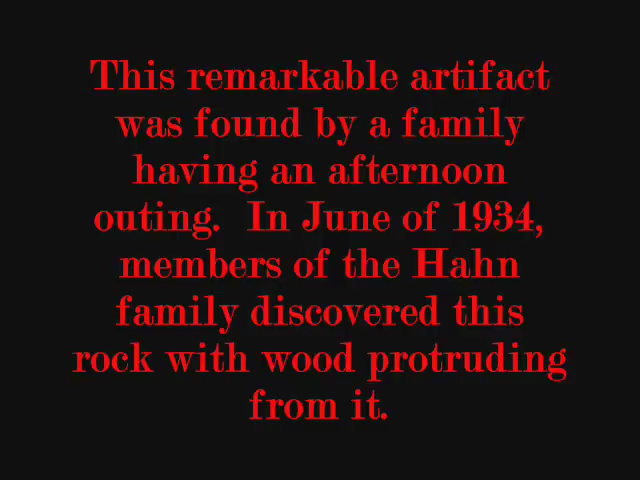 This remarkable artifact
was found by a family
having an afternoon
outing.  In June of 1934,
members of the Hahn
family discovered this
rock with wood protruding
from it.